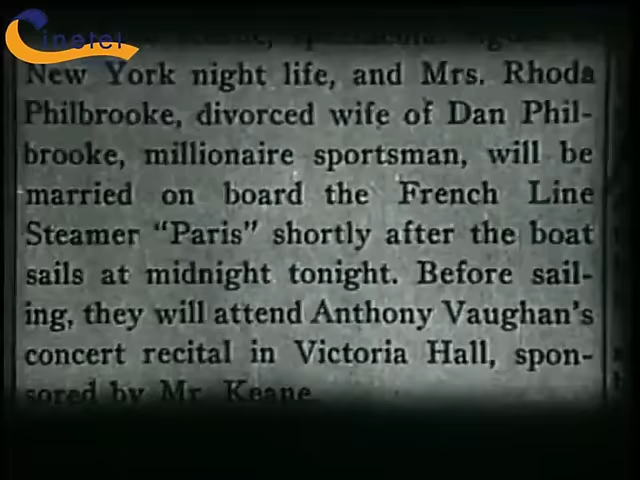 Cinetel
New York night life, and Mrs. Rhoda
Philbrooke, divorced wife of Dan Phil-
brooke, millionaire sportsman, will be
married on board the French Line
Steamer "Paris" shortly after the boat
sails at midnight tonight. Before sail-
ing, they will attend Anthony Vaughan's
concert recital in Victoria Hall, spon-
sored by Mr. Keane.